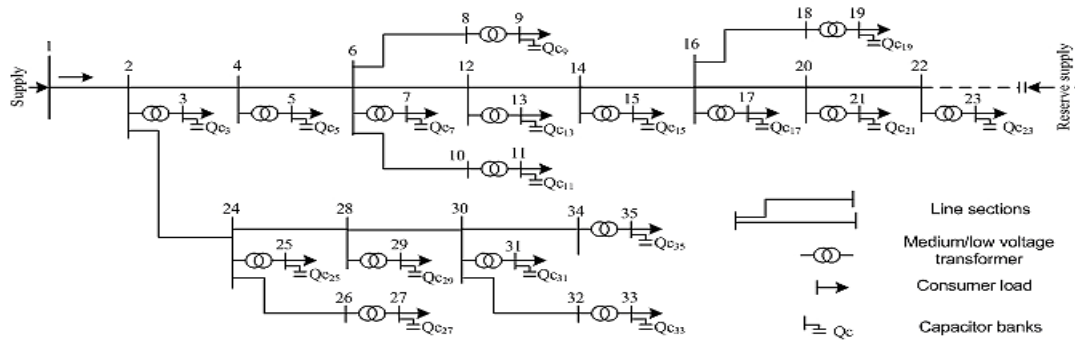 8 9 18 19
1 6 Qc9 16 Qc19
2 4 12 14 20 22
Supply
3 5 7 13 15 17 21 23
Qc3 Qc5 Qc7 Qc13 Qc15 Qc17 Qc21 Qc23
Reserve supply
10 11
Qc11
24 28 30 34 35
Qc35
25 29 31
Qc25 Qc29 Qc31
26 27 32 33
Qc27 Qc33
Line sections
Medium/low voltage
transformer
Consumer load
Qc Capacitor banks